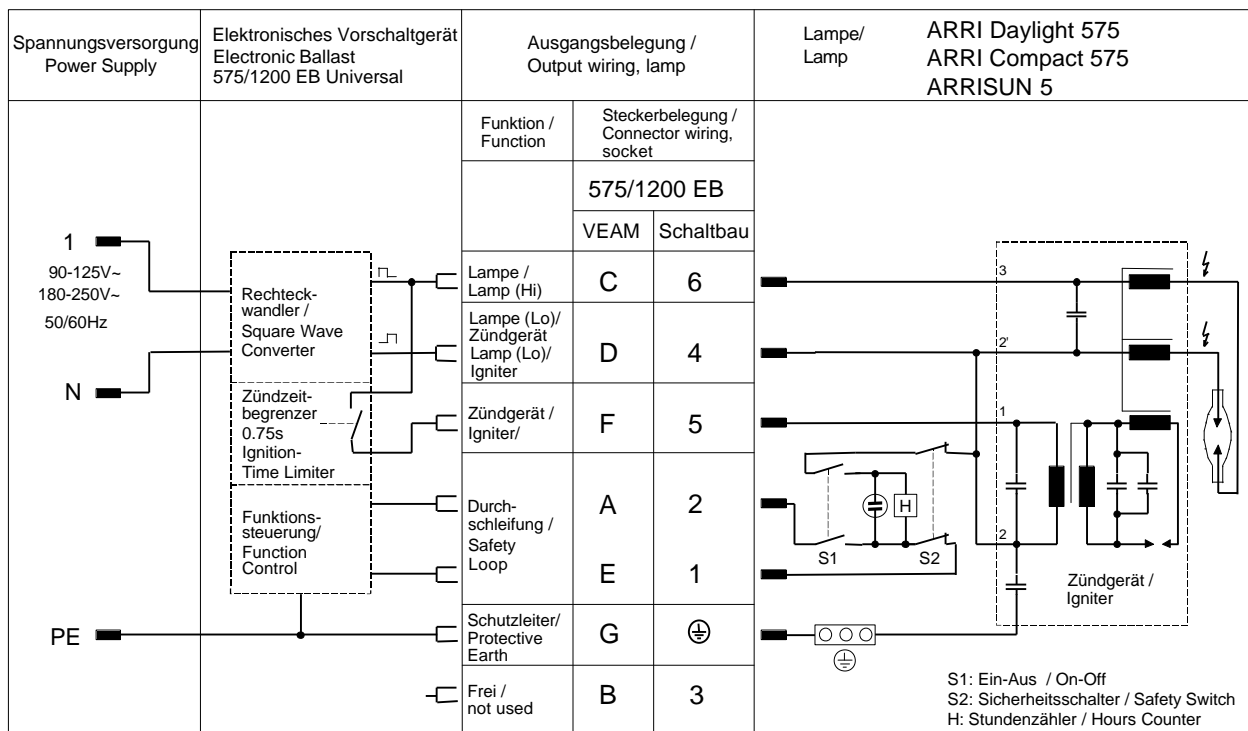 Spannungsversorgung
Power Supply
Elektronisches Vorschaltgerät
Electronic Ballast
575/1200 EB Universal
Ausgangsbelegung /
Output wiring, lamp
Lampe/
Lamp
ARRI Daylight 575
ARRI Compact 575
ARRISUN 5
Funktion /
Function
Steckerbelegung /
Connector wiring,
socket
575/1200 EB
VEAM
Schaltbau
1
90-125V~
180-250V~
50/60Hz
N
PE
Rechteck-
wandler /
Square Wave
Converter
Zündzeit-
begrenzer
0.75s
Ignition-
Time Limiter
Funktions-
steuerung/
Function
Control
Lampe /
Lamp (Hi)
C
6
Lampe (Lo)/
Zündgerät
Lamp (Lo)/
Igniter
D
4
Zündgerät /
Igniter/
F
5
Durch-
schleifung /
Safety
Loop
A
2
E
1
Schutzleiter/
Protective
Earth
G
Frei /
not used
B
3
3
2'
1
2
H
S1
S2
Zündgerät /
Igniter
S1: Ein-Aus / On-Off
S2: Sicherheitsschalter / Safety Switch
H: Stundenzähler / Hours Counter